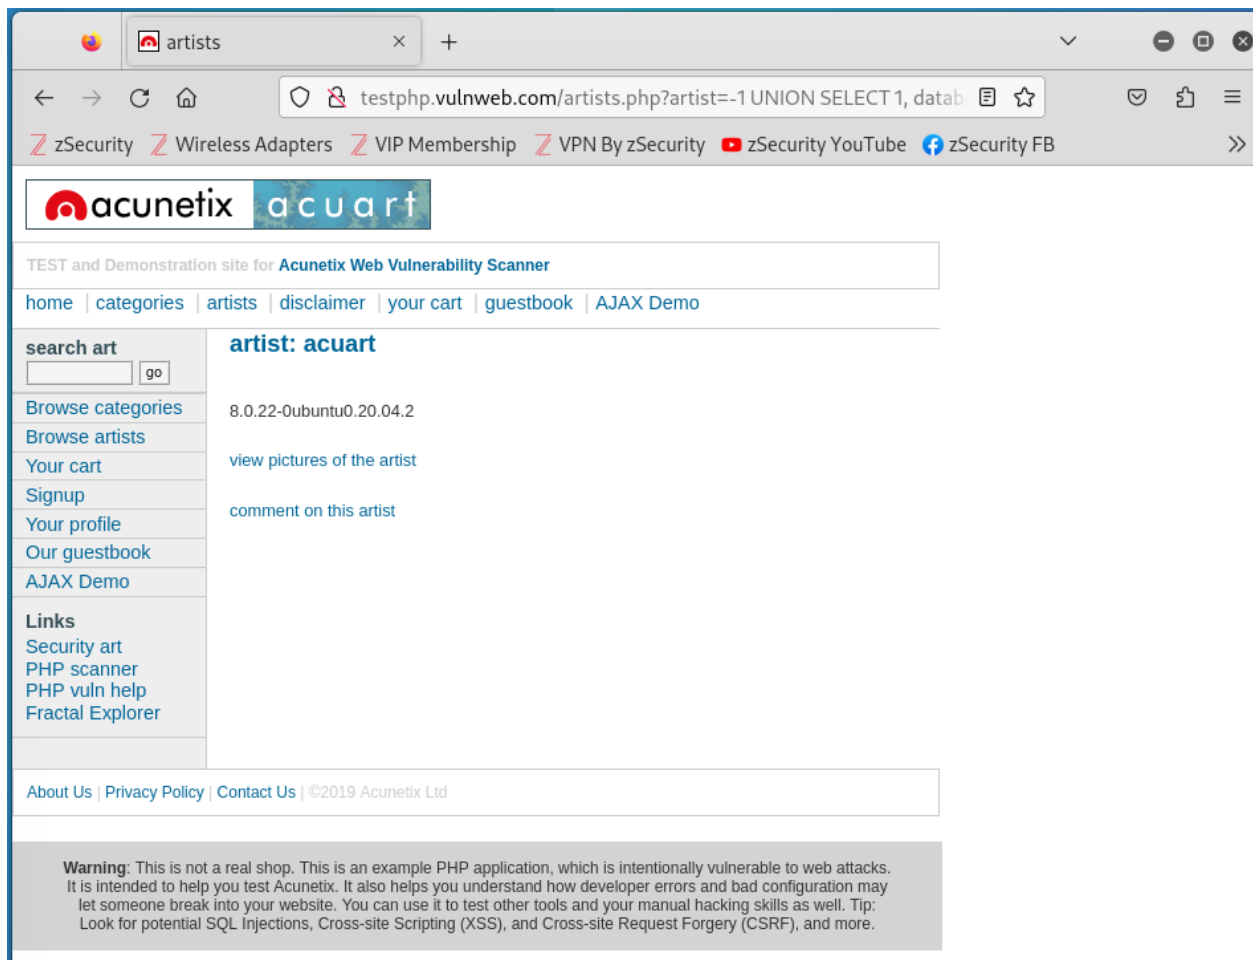 artists
testphp.vulnweb.com/artists.php?artist=-1 UNION SELECT 1, datab
zSecurity Wireless Adapters VIP Membership VPN By zSecurity zSecurity YouTube zSecurity FB
acunetix acuart
TEST and Demonstration site for Acunetix Web Vulnerability Scanner
home | categories | artists | disclaimer | your cart | guestbook | AJAX Demo
search art
go
Browse categories
Browse artists
Your cart
Signup
Your profile
Our guestbook
AJAX Demo
Links
Security art
PHP scanner
PHP vuln help
Fractal Explorer
artist: acuart
8.0.22-0ubuntu0.20.04.2
view pictures of the artist
comment on this artist
About Us | Privacy Policy | Contact Us | ©2019 Acunetix Ltd
Warning: This is not a real shop. This is an example PHP application, which is intentionally vulnerable to web attacks.
It is intended to help you test Acunetix. It also helps you understand how developer errors and bad configuration may
let someone break into your website. You can use it to test other tools and your manual hacking skills as well. Tip:
Look for potential SQL Injections, Cross-site Scripting (XSS), and Cross-site Request Forgery (CSRF), and more.